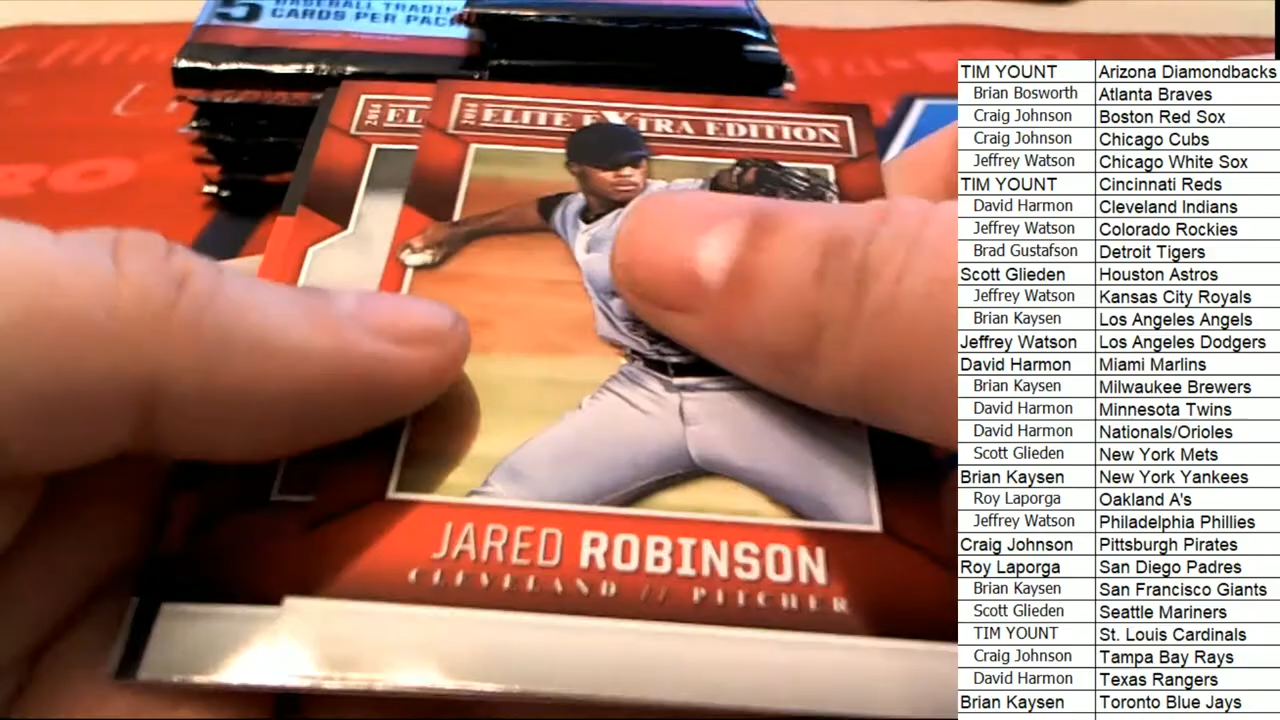 5 BASEBALL TRADIN
CARDS PER PACK
2014 EL
2014 ELITE EXTRA EDITION
JARED ROBINSON
CLEVELAND // PITCHER
TIM YOUNT Arizona Diamondbacks
Brian Bosworth Atlanta Braves
Craig Johnson Boston Red Sox
Craig Johnson Chicago Cubs
Jeffrey Watson Chicago White Sox
TIM YOUNT Cincinnati Reds
David Harmon Cleveland Indians
Jeffrey Watson Colorado Rockies
Brad Gustafson Detroit Tigers
Scott Glieden Houston Astros
Jeffrey Watson Kansas City Royals
Brian Kaysen Los Angeles Angels
Jeffrey Watson Los Angeles Dodgers
David Harmon Miami Marlins
Brian Kaysen Milwaukee Brewers
David Harmon Minnesota Twins
David Harmon Nationals/Orioles
Scott Glieden New York Mets
Brian Kaysen New York Yankees
Roy Laporga Oakland A's
Jeffrey Watson Philadelphia Phillies
Craig Johnson Pittsburgh Pirates
Roy Laporga San Diego Padres
Brian Kaysen San Francisco Giants
Scott Glieden Seattle Mariners
TIM YOUNT St. Louis Cardinals
Craig Johnson Tampa Bay Rays
David Harmon Texas Rangers
Brian Kaysen Toronto Blue Jays